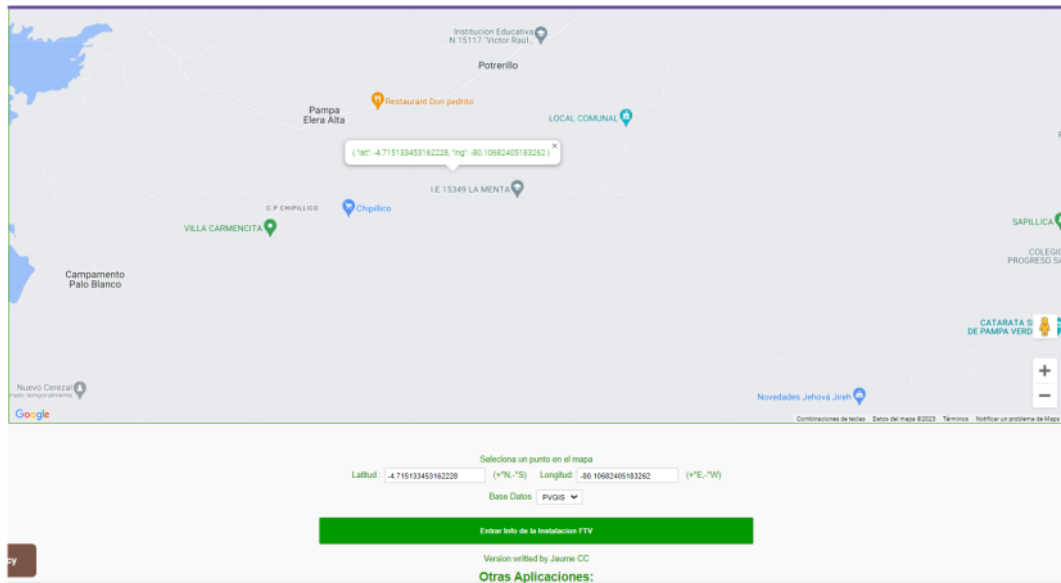 Institucion Educativa
N 15117 "Victor Raúl...
Potrerillo
Restaurant Don pedrito
Pampa
Elera Alta
LOCAL COMUNAL
{ "lat": -4.715133453162228, "lng": -80.10682405183262 }
I.E 15349 LA MENTA
C.P CHIPILLICO
Chipillico
VILLA CARMENCITA
SAPILLICA
COLEGIO
PROGRESO SA
Campamento
Palo Blanco
CATARATA S
DE PAMPA VERD
Nuevo Cerezal
temporalmente
Novedades Jehová Jireh
Google
Combinaciones de teclas Datos del mapa ©2023 Términos Notificar un problema de Maps
Seleciona un punto en el mapa
Latitud : -4.715133453162228 (+°N,-°S) Longitud: -80.10682405183262 (+°E,-°W)
Base Datos PVGIS
Entrar Info de la Instalacion FTV
cy
Version writted by Jaume CC
Otras Aplicaciones: